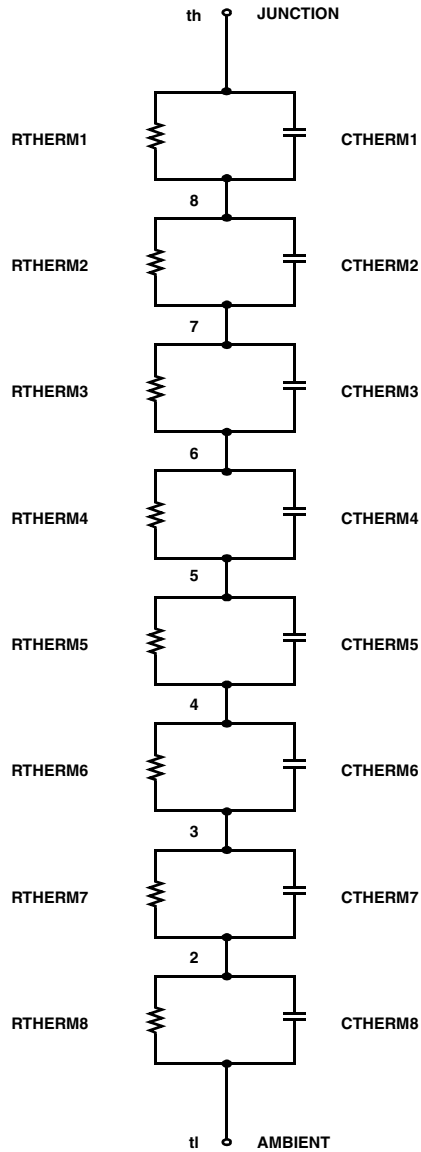 th JUNCTION
RTHERM1 CTHERM1
8
RTHERM2 CTHERM2
7
RTHERM3 CTHERM3
6
RTHERM4 CTHERM4
5
RTHERM5 CTHERM5
4
RTHERM6 CTHERM6
3
RTHERM7 CTHERM7
2
RTHERM8 CTHERM8
tl AMBIENT